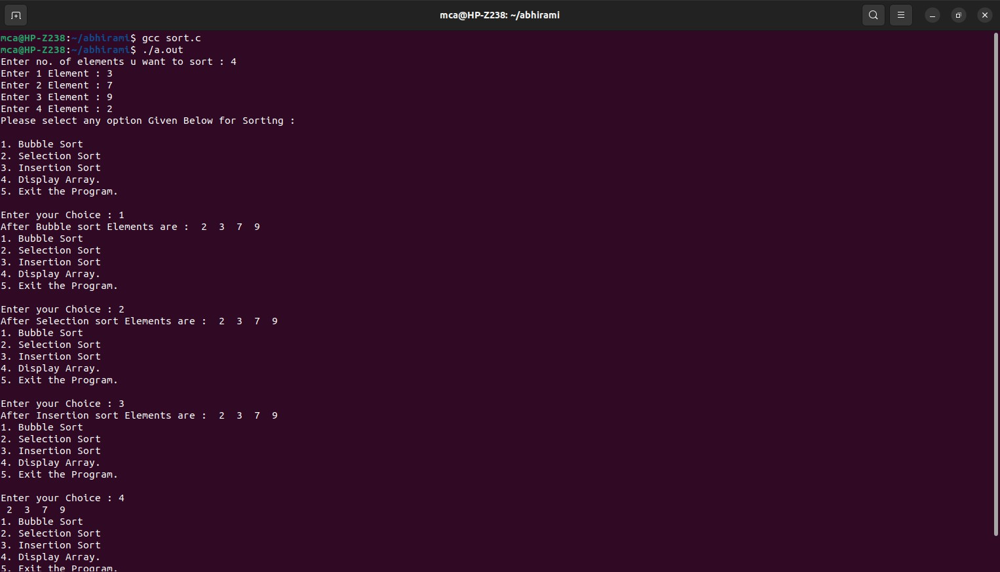 mca@HP-Z238: ~/abhirami
mca@HP-Z238:~/abhirami$ gcc sort.c
mca@HP-Z238:~/abhirami$ ./a.out
Enter no. of elements u want to sort : 4
Enter 1 Element : 3
Enter 2 Element : 7
Enter 3 Element : 9
Enter 4 Element : 2
Please select any option Given Below for Sorting :
1. Bubble Sort
2. Selection Sort
3. Insertion Sort
4. Display Array.
5. Exit the Program.
Enter your Choice : 1
After Bubble sort Elements are :  2  3  7  9
1. Bubble Sort
2. Selection Sort
3. Insertion Sort
4. Display Array.
5. Exit the Program.
Enter your Choice : 2
After Selection sort Elements are :  2  3  7  9
1. Bubble Sort
2. Selection Sort
3. Insertion Sort
4. Display Array.
5. Exit the Program.
Enter your Choice : 3
After Insertion sort Elements are :  2  3  7  9
1. Bubble Sort
2. Selection Sort
3. Insertion Sort
4. Display Array.
5. Exit the Program.
Enter your Choice : 4
 2  3  7  9
1. Bubble Sort
2. Selection Sort
3. Insertion Sort
4. Display Array.
5. Exit the Program.